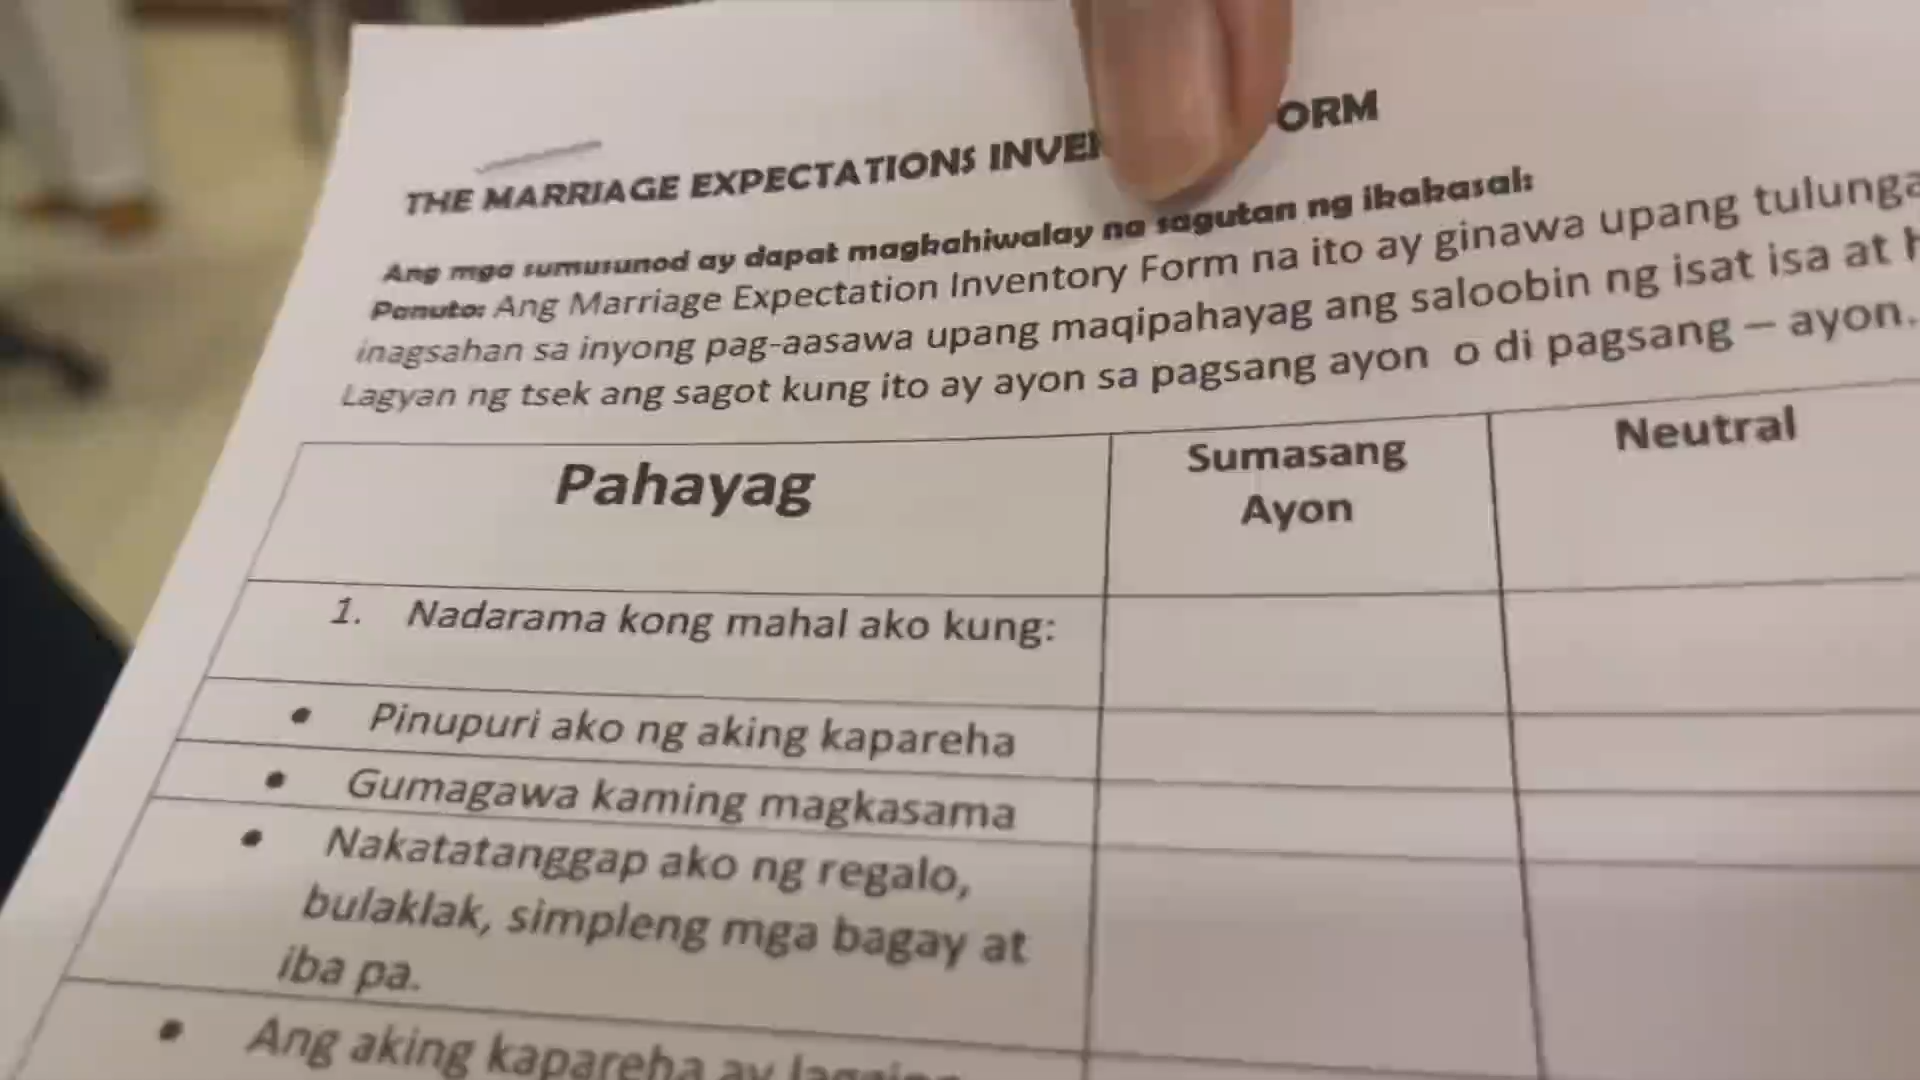 THE MARRIAGE EXPECTATIONS
Ang mga sumusunod ay dapat magkahiwalay na sagutan ng ikakasal:
Panuto: Ang Marriage Expectation Inventory Form na ito ay ginawa upang
inagsahan sa inyong pag-aasawa upang maqipahayag ang saloobin ng isat isa at
Lagyan ng tsek ang sagot kung ito ay ayon sa pagsang ayon o di pagsang – ayon.
Pahayag
Sumasang
Ayon
Neutral
1. Nadarama kong mahal ako kung:
• Pinupuri ako ng aking kapareha
• Gumagawa kaming magkasama
• Nakatatanggap ako ng regalo,
bulaklak, simpleng mga bagay at
iba pa.
• Ang aking kapareha ay